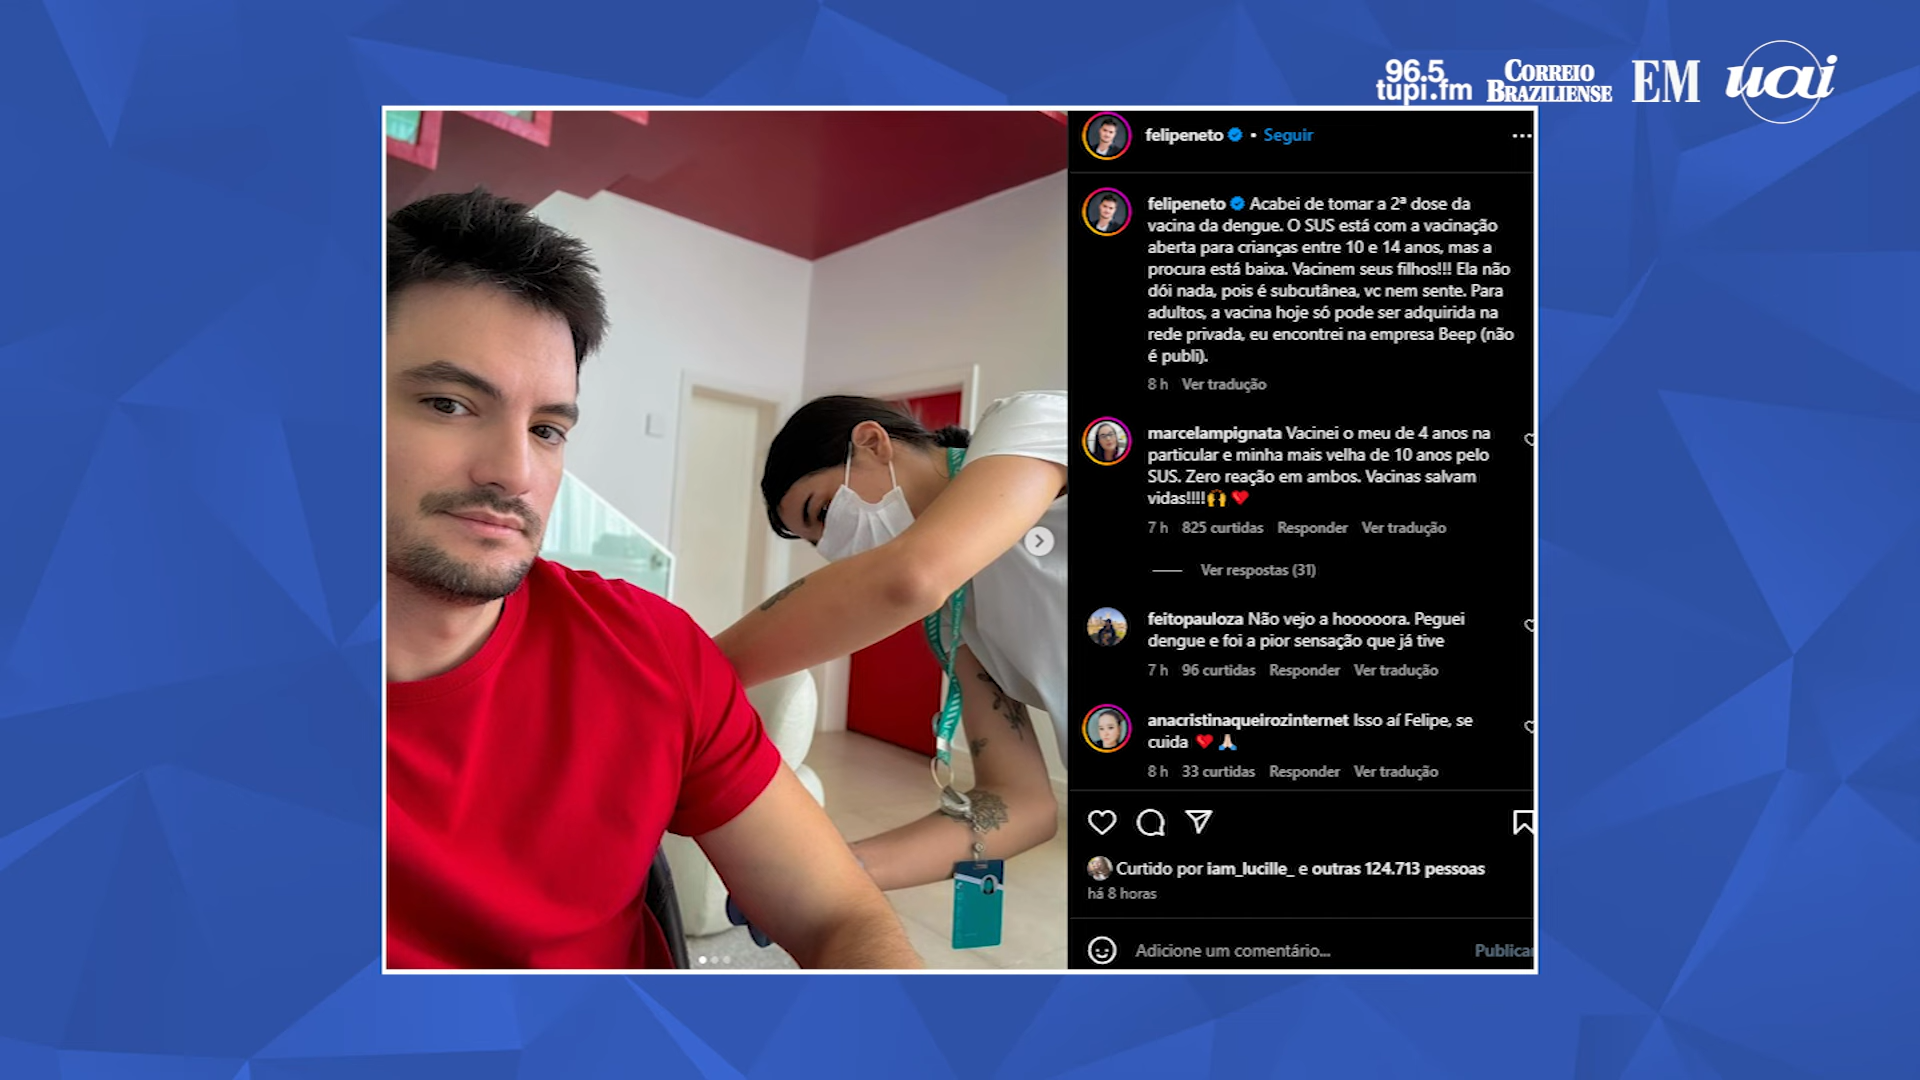 96.5
tupi.fm
CORREIO
BRAZILIENSE
EM
uai
felipeneto • Seguir
felipeneto Acabei de tomar a 2ª dose da
vacina da dengue. O SUS está com a vacinação
aberta para crianças entre 10 e 14 anos, mas a
procura está baixa. Vacinem seus filhos!!! Ela não
dói nada, pois é subcutânea, vc nem sente. Para
adultos, a vacina hoje só pode ser adquirida na
rede privada, eu encontrei na empresa Beep (não
é publi).
8 h Ver tradução
marcelampignata Vacinei o meu de 4 anos na
particular e minha mais velha de 10 anos pelo
SUS. Zero reação em ambos. Vacinas salvam
vidas!!!!🙌❤️
7 h 825 curtidas Responder Ver tradução
Ver respostas (31)
feitopauloza Não vejo a hooooora. Peguei
dengue e foi a pior sensação que já tive
7 h 96 curtidas Responder Ver tradução
anacristinaqueirozinternet Isso aí Felipe, se
cuida ❤️🙏🏻
8 h 33 curtidas Responder Ver tradução
Curtido por iam_lucille_ e outras 124.713 pessoas
há 8 horas
Adicione um comentário...
Publicar